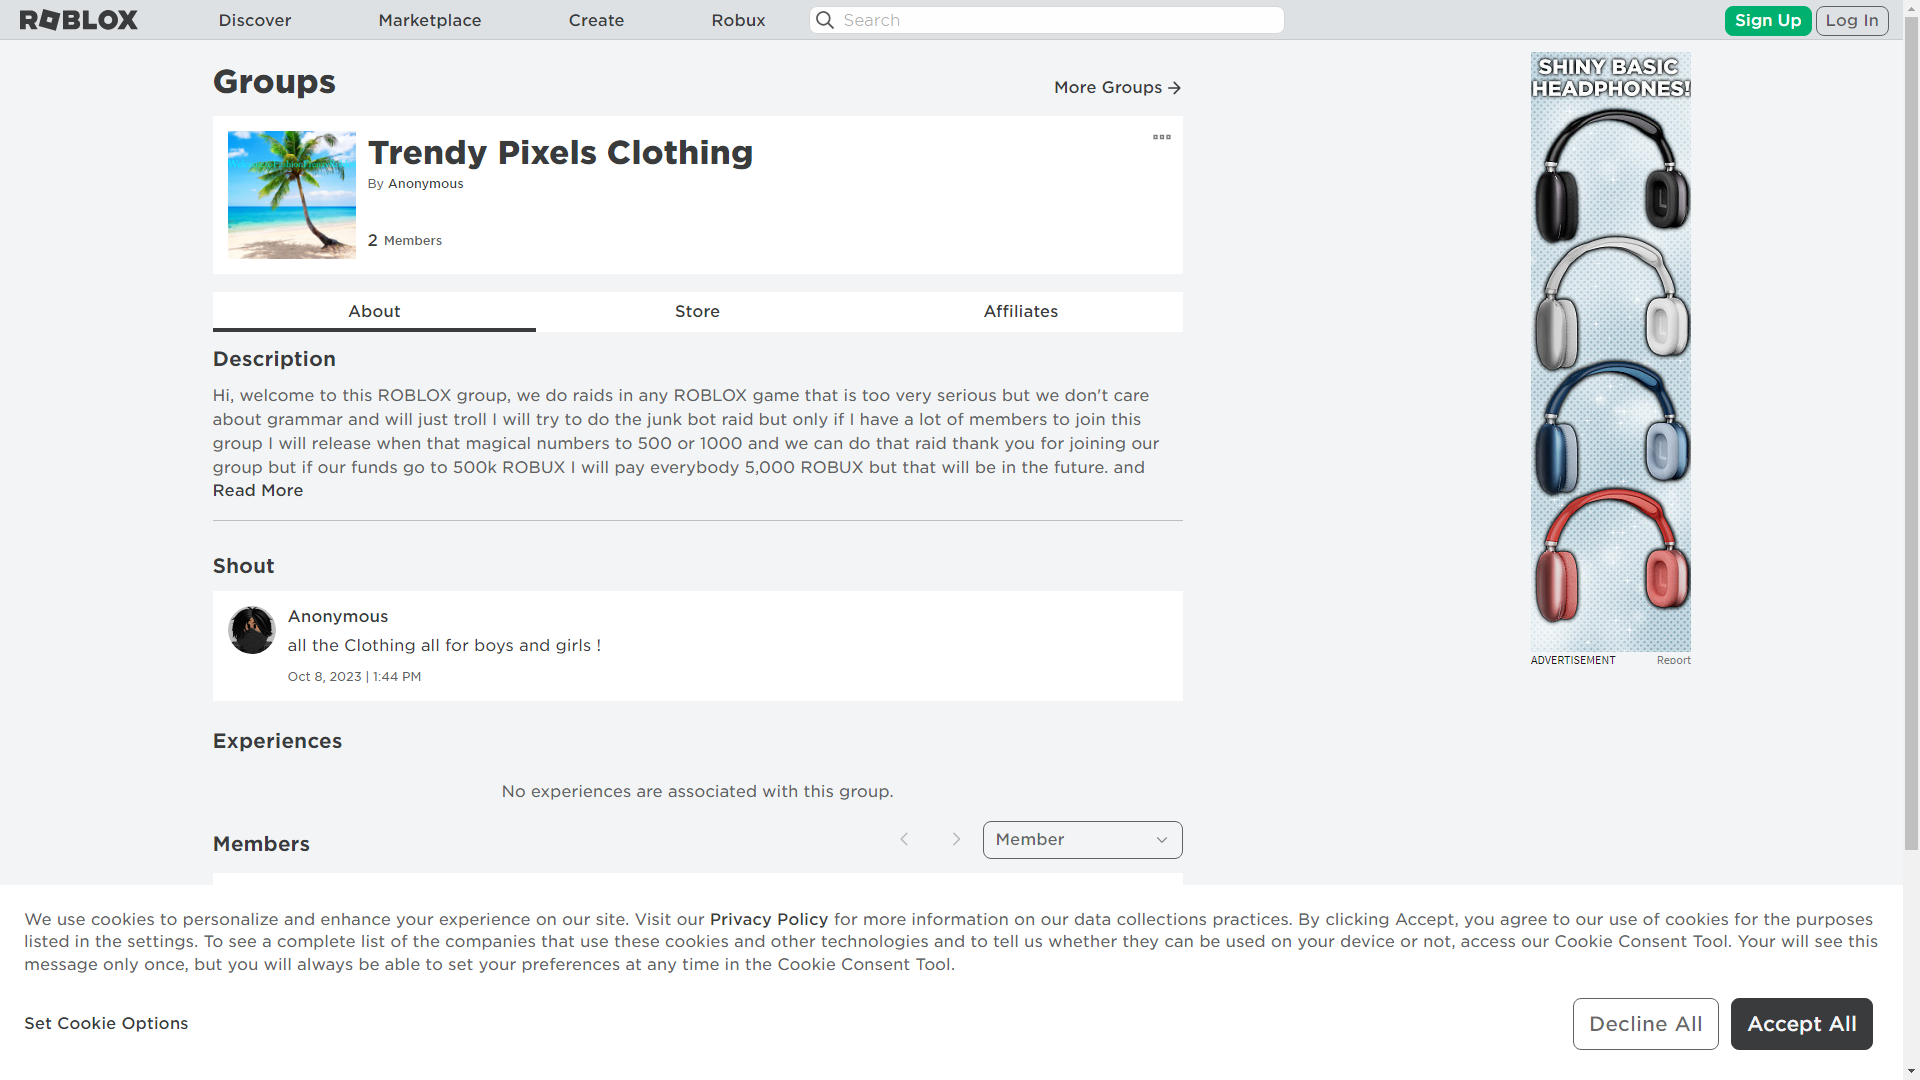 ROBLOX
Discover
Marketplace
Create
Robux
Search
Sign Up
Log In
Groups
More Groups
Trendy Pixels Clothing
By Anonymous
2 Members
About
Store
Affiliates
Description
Hi, welcome to this ROBLOX group, we do raids in any ROBLOX game that is too very serious but we don't care
about grammar and will just troll I will try to do the junk bot raid but only if I have a lot of members to join this
group I will release when that magical numbers to 500 or 1000 and we can do that raid thank you for joining our
group but if our funds go to 500k ROBUX I will pay everybody 5,000 ROBUX but that will be in the future. and
Read More
Shout
Anonymous
all the Clothing all for boys and girls !
Oct 8, 2023 | 1:44 PM
Experiences
No experiences are associated with this group.
Members
Member
SHINY BASIC
HEADPHONES!
ADVERTISEMENT
Report
We use cookies to personalize and enhance your experience on our site. Visit our Privacy Policy for more information on our data collections practices. By clicking Accept, you agree to our use of cookies for the purposes
listed in the settings. To see a complete list of the companies that use these cookies and other technologies and to tell us whether they can be used on your device or not, access our Cookie Consent Tool. Your will see this
message only once, but you will always be able to set your preferences at any time in the Cookie Consent Tool.
Set Cookie Options
Decline All
Accept All